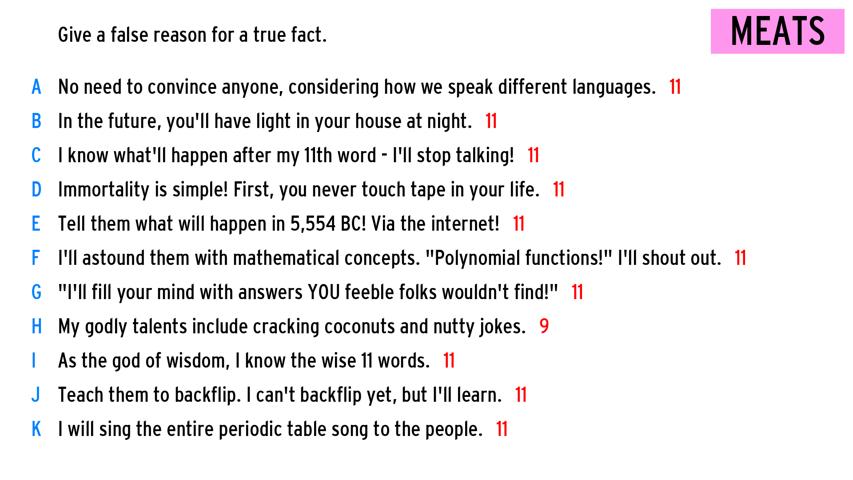 Give a false reason for a true fact.
MEATS
A No need to convince anyone, considering how we speak different languages. 11
B In the future, you'll have light in your house at night. 11
C I know what'll happen after my 11th word - I'll stop talking! 11
D Immortality is simple! First, you never touch tape in your life. 11
E Tell them what will happen in 5,554 BC! Via the internet! 11
F I'll astound them with mathematical concepts. "Polynomial functions!" I'll shout out. 11
G "I'll fill your mind with answers YOU feeble folks wouldn't find!" 11
H My godly talents include cracking coconuts and nutty jokes. 9
I As the god of wisdom, I know the wise 11 words. 11
J Teach them to backflip. I can't backflip yet, but I'll learn. 11
K I will sing the entire periodic table song to the people. 11